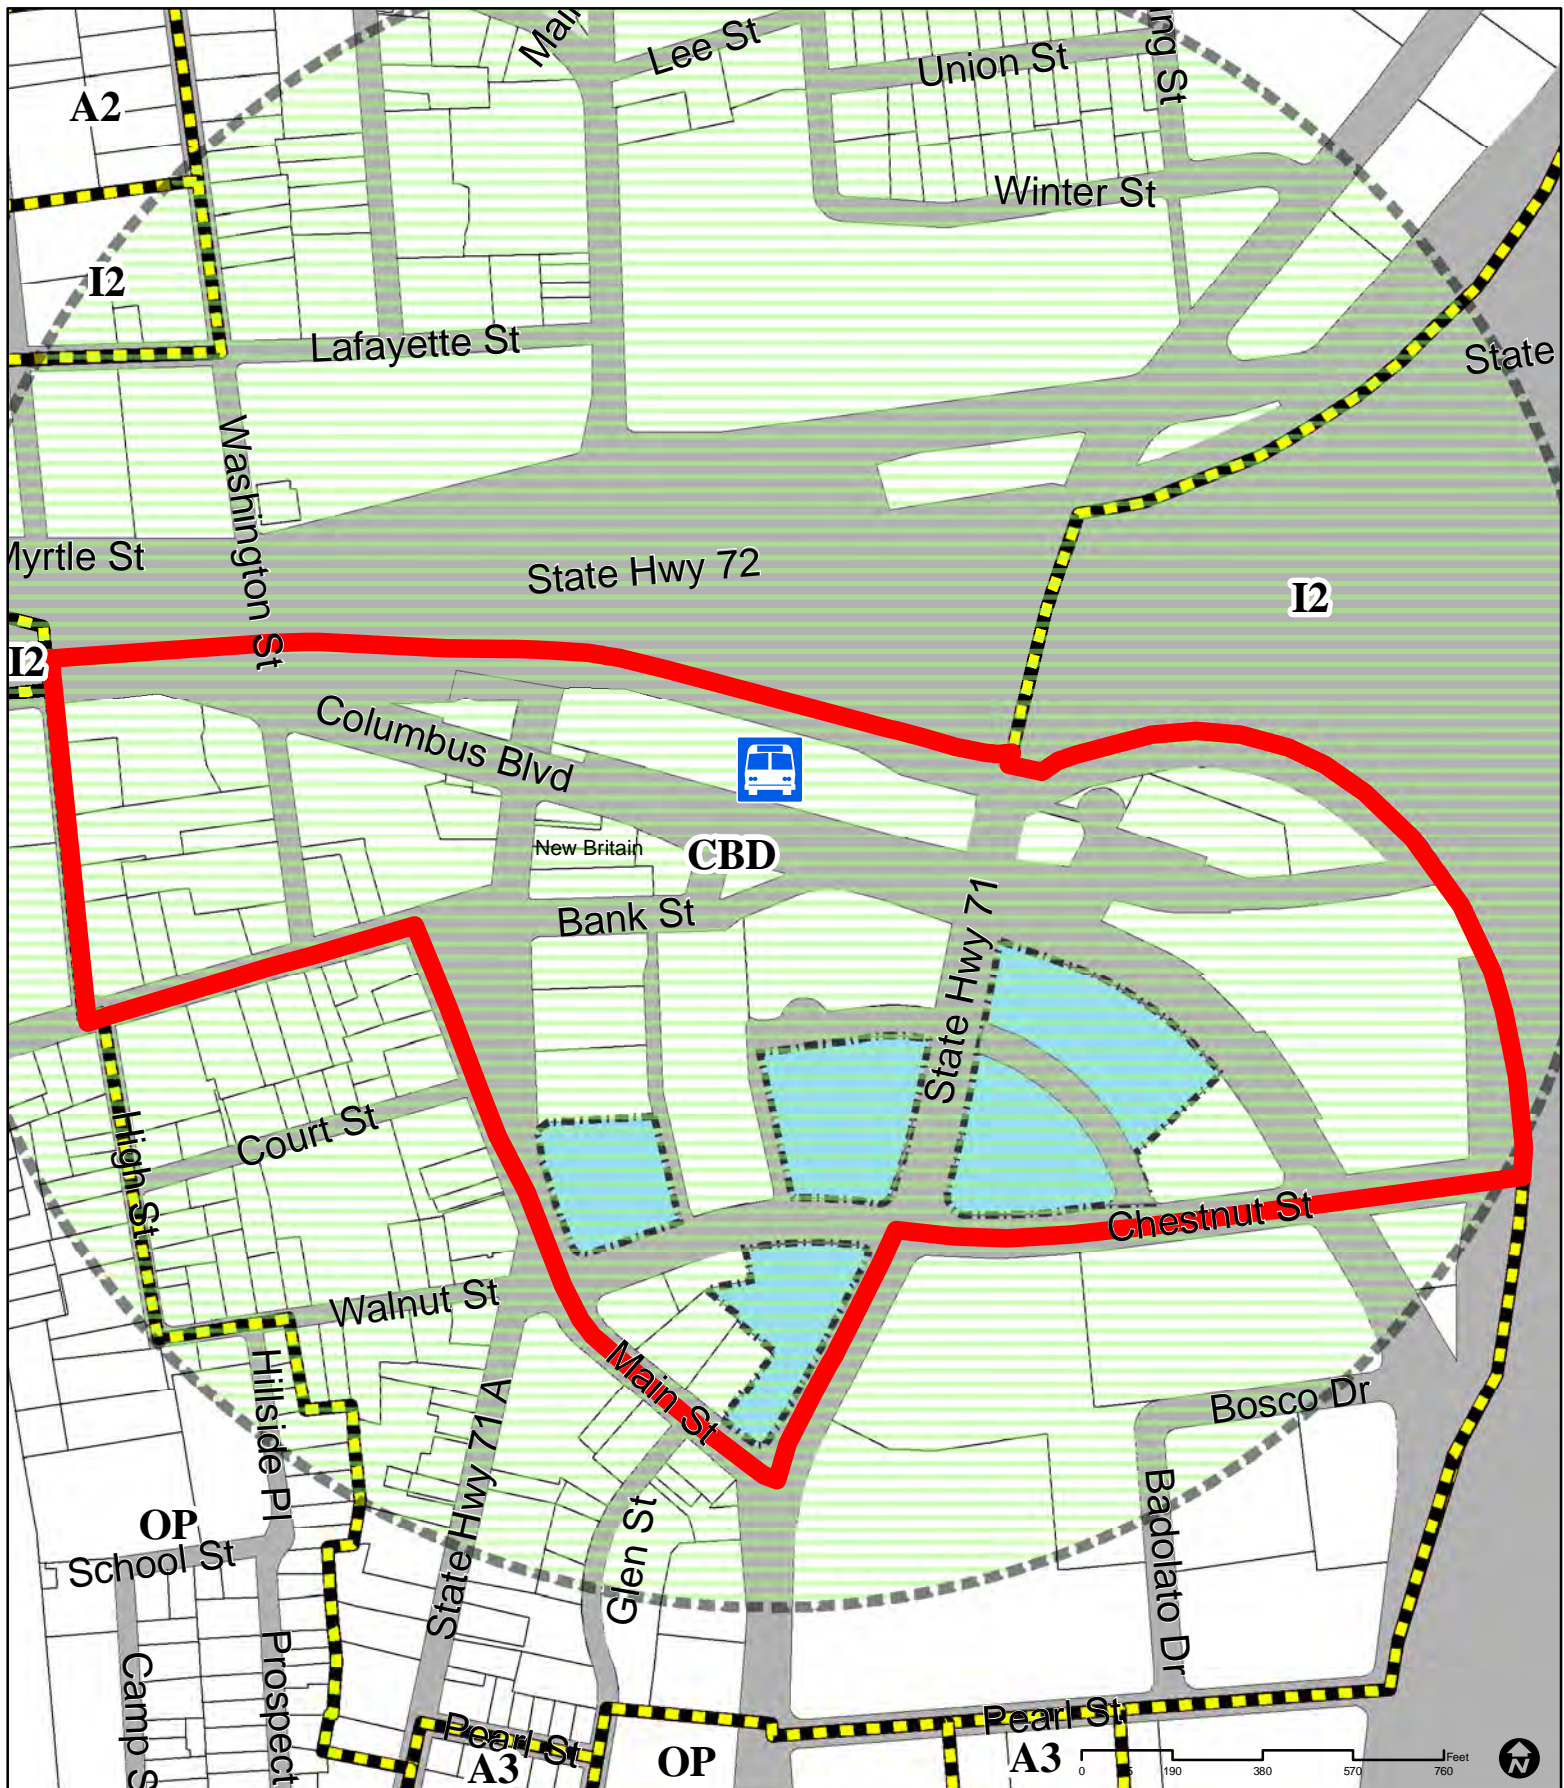 Lee St
Union St
A2
Winter St
I2
Lafayette St
State
Washington St
State Hwy 72
I2
I2
Columbus Blvd
New Britain
CBD
Bank St
State Hwy 71
Court St
High St
Chestnut St
Walnut St
Main St
Hillside Pl
Bosco Dr
State Hwy 71 A
OP
School St
Glen St
Badolato Dr
Camp S
Prospect
Pearl St
Pearl St
A3
OP
A3
Feet
0 190 380 570 760
N